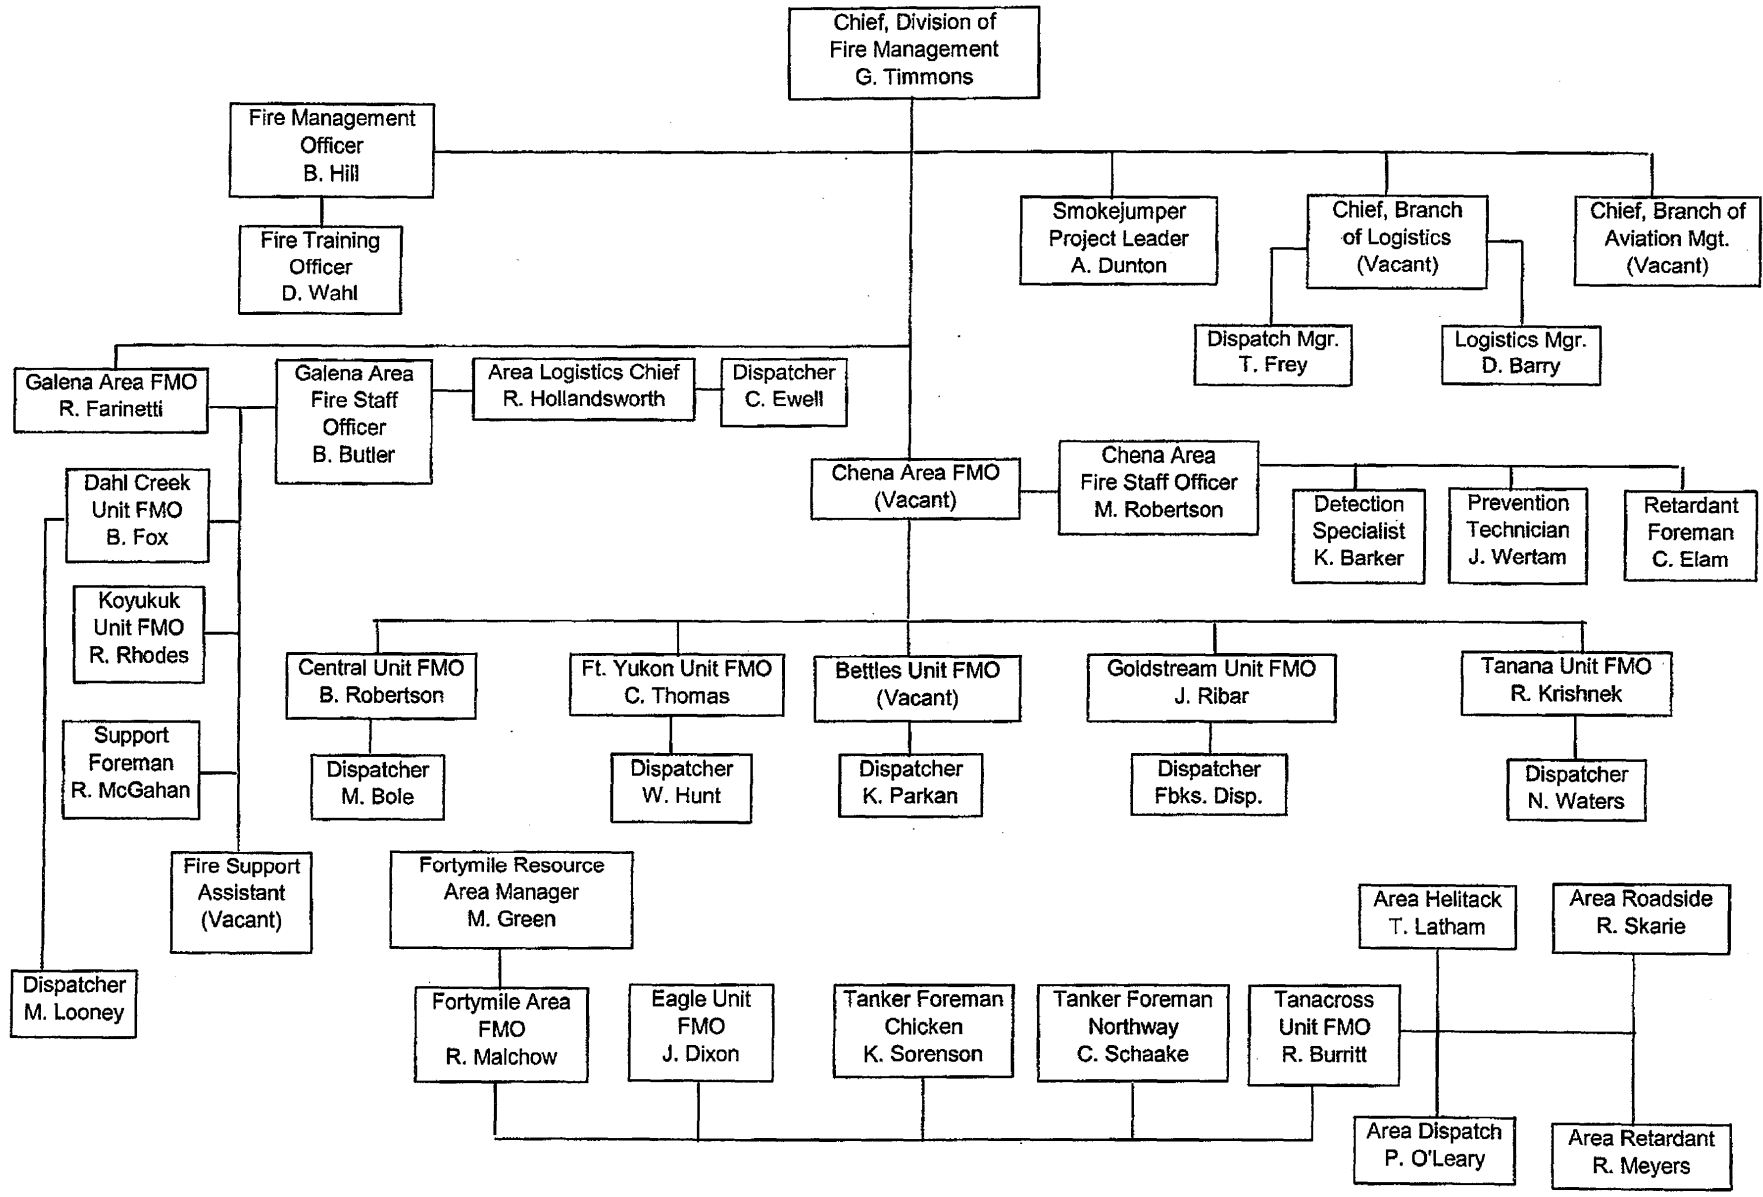 Chief, Division of
Fire Management
G. Timmons
Fire Management
Officer
B. Hill
Fire Training
Officer
D. Wahl
Smokejumper
Project Leader
A. Dunton
Chief, Branch
of Logistics
(Vacant)
Chief, Branch of
Aviation Mgt.
(Vacant)
Dispatch Mgr.
T. Frey
Logistics Mgr.
D. Barry
Galena Area FMO
R. Farinetti
Galena Area
Fire Staff
Officer
B. Butler
Area Logistics Chief
R. Hollandsworth
Dispatcher
C. Ewell
Dahl Creek
Unit FMO
B. Fox
Koyukuk
Unit FMO
R. Rhodes
Support
Foreman
R. McGahan
Fire Support
Assistant
(Vacant)
Dispatcher
M. Looney
Chena Area FMO
(Vacant)
Chena Area
Fire Staff Officer
M. Robertson
Detection
Specialist
K. Barker
Prevention
Technician
J. Wertam
Retardant
Foreman
C. Elam
Central Unit FMO
B. Robertson
Ft. Yukon Unit FMO
C. Thomas
Bettles Unit FMO
(Vacant)
Goldstream Unit FMO
J. Ribar
Tanana Unit FMO
R. Krishnek
Dispatcher
M. Bole
Dispatcher
W. Hunt
Dispatcher
K. Parkan
Dispatcher
Fbks. Disp.
Dispatcher
N. Waters
Fortymile Resource
Area Manager
M. Green
Fortymile Area
FMO
R. Malchow
Eagle Unit
FMO
J. Dixon
Tanker Foreman
Chicken
K. Sorenson
Tanker Foreman
Northway
C. Schaake
Tanacross
Unit FMO
R. Burritt
Area Helitack
T. Latham
Area Roadside
R. Skarie
Area Dispatch
P. O'Leary
Area Retardant
R. Meyers